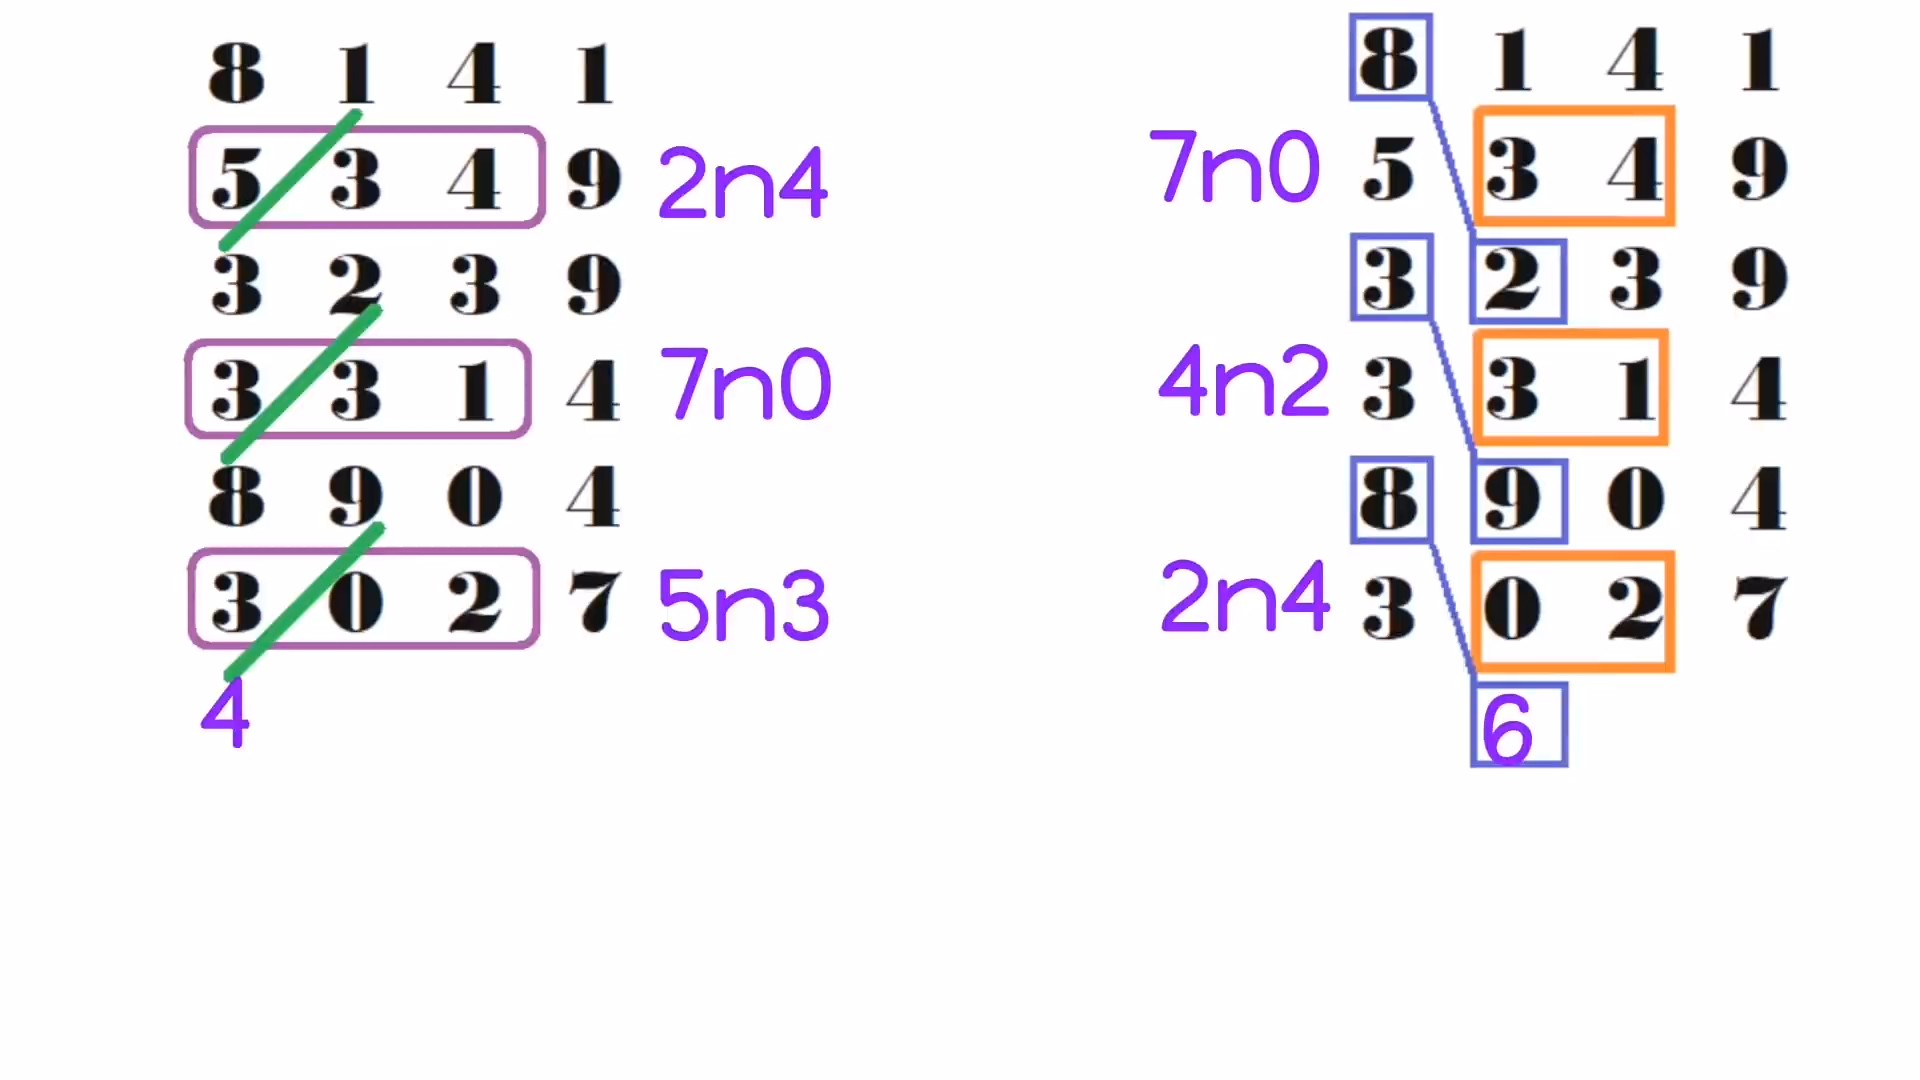 8 1 4 1
5 3 4 9 2n4
3 2 3 9
3 3 1 4 7n0
8 9 0 4
3 0 2 7 5n3
4
8 1 4 1
7n0 5 3 4 9
3 2 3 9
4n2 3 3 1 4
8 9 0 4
2n4 3 0 2 7
6